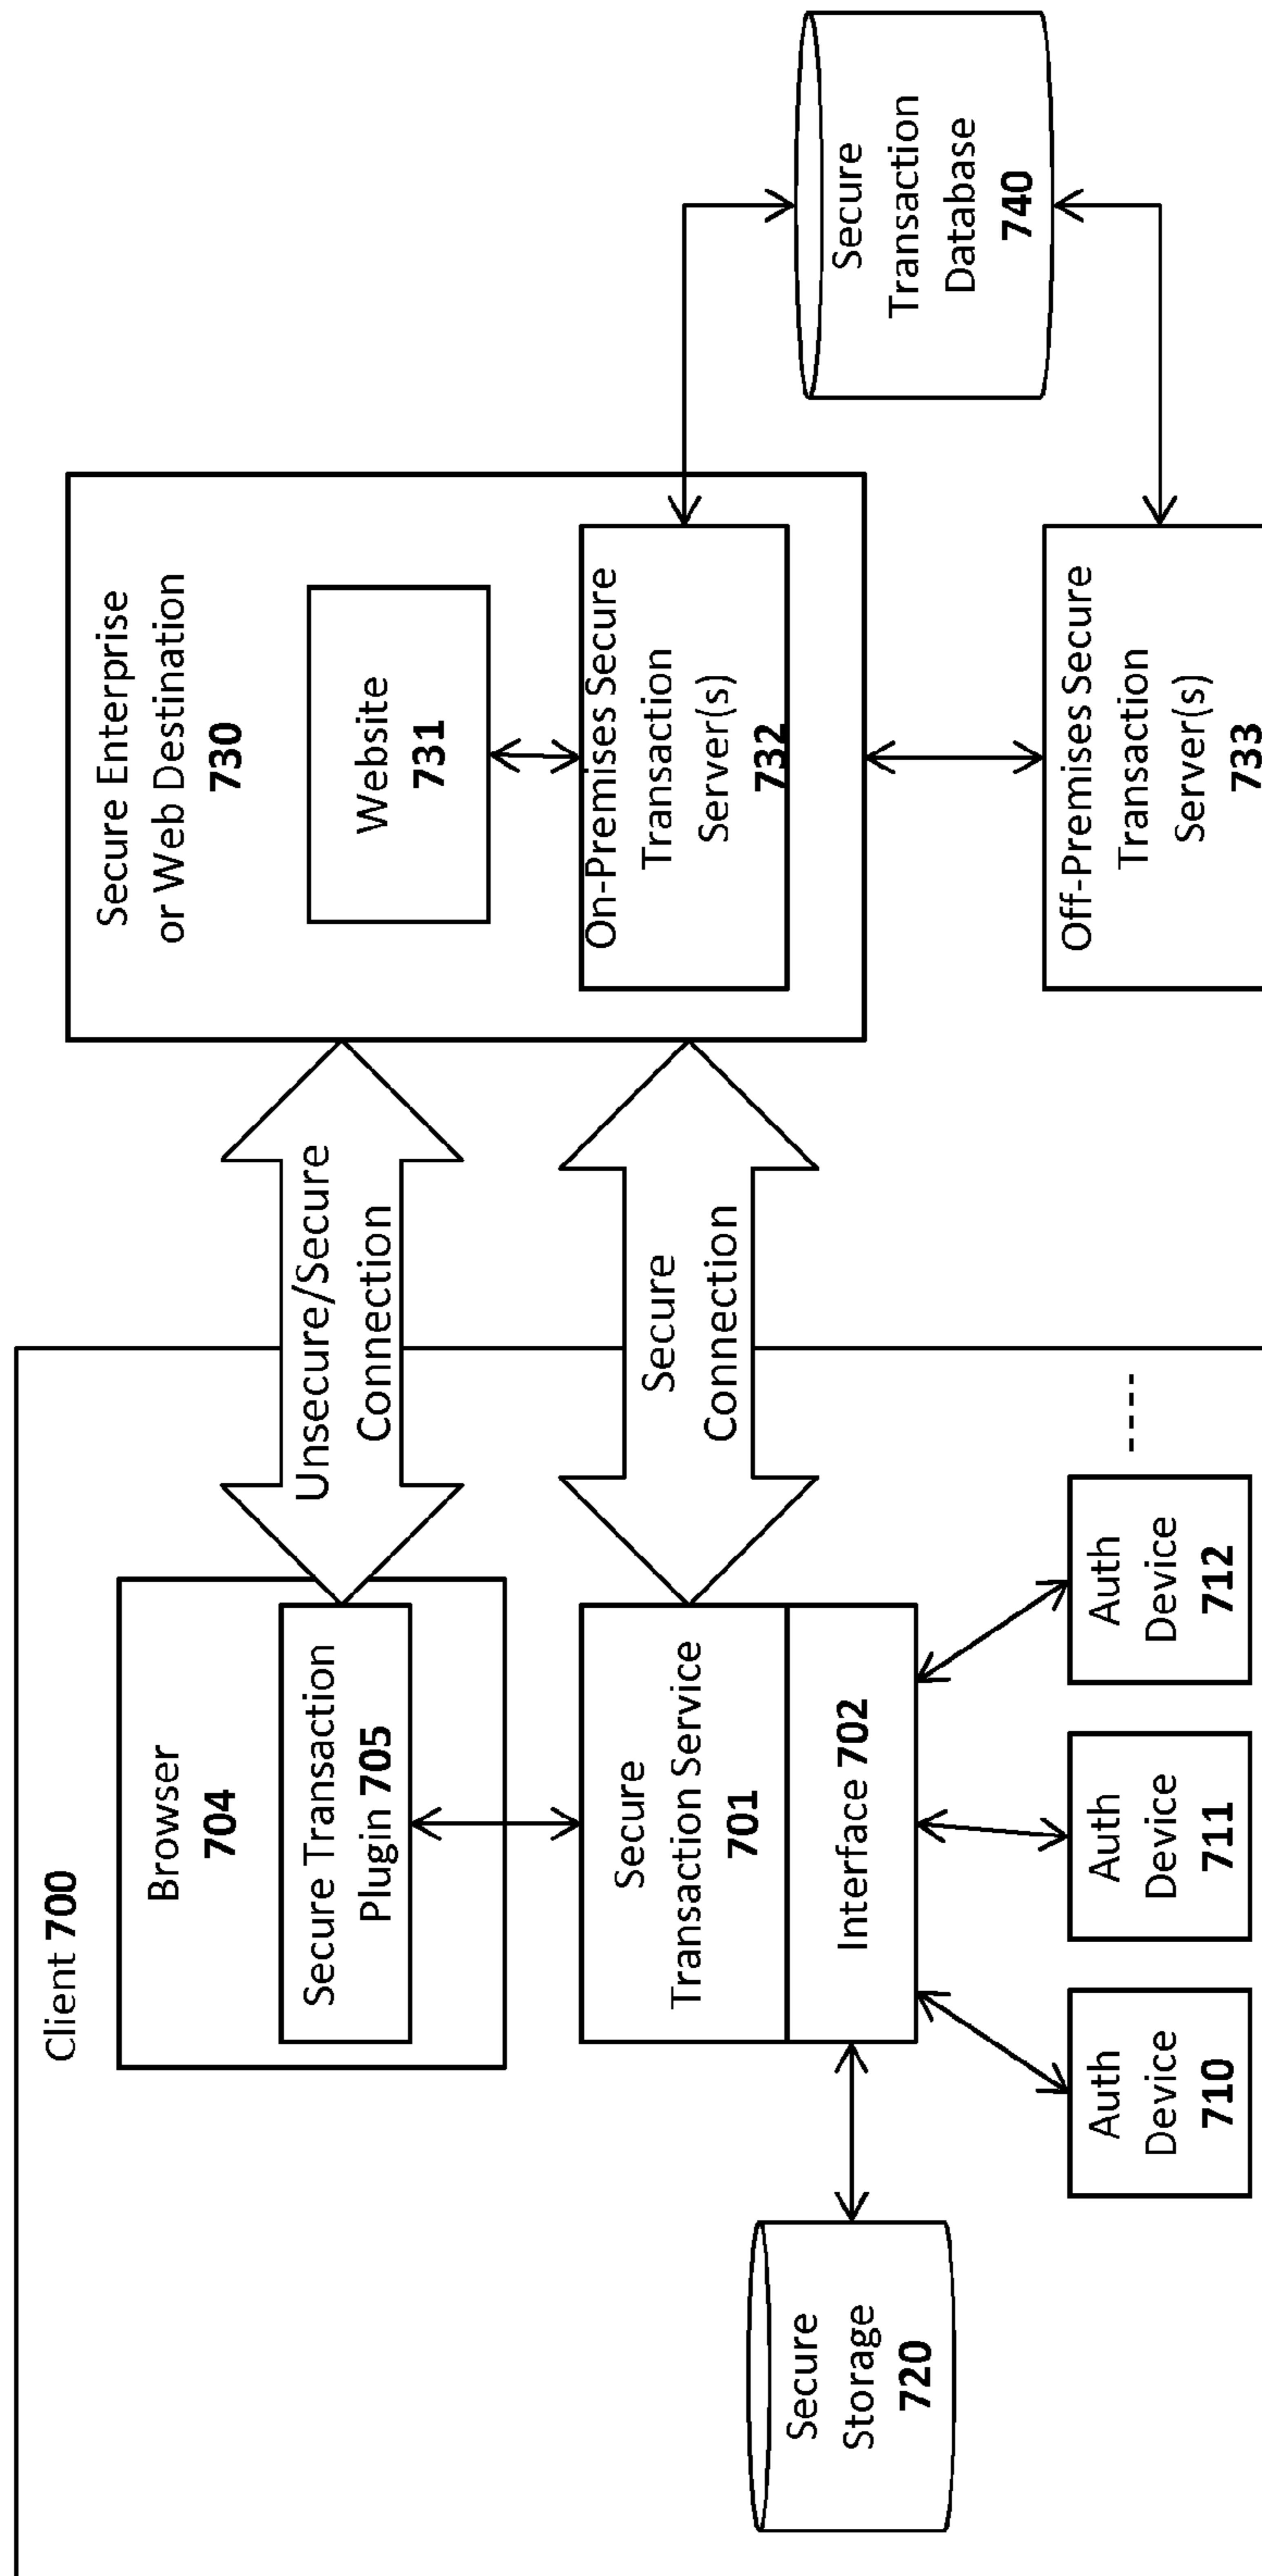 Client 700
Browser
704
Secure Transaction
Plugin 705
Secure
Transaction Service
701
Interface 702
Secure
Storage
720
Auth
Device
710
Auth
Device
711
Auth
Device
712
Unsecure/Secure
Connection
Secure
Connection
Secure Enterprise
or Web Destination
730
Website
731
On-Premises Secure
Transaction
Server(s)
732
Off-Premises Secure
Transaction
Server(s)
733
Secure
Transaction
Database
740